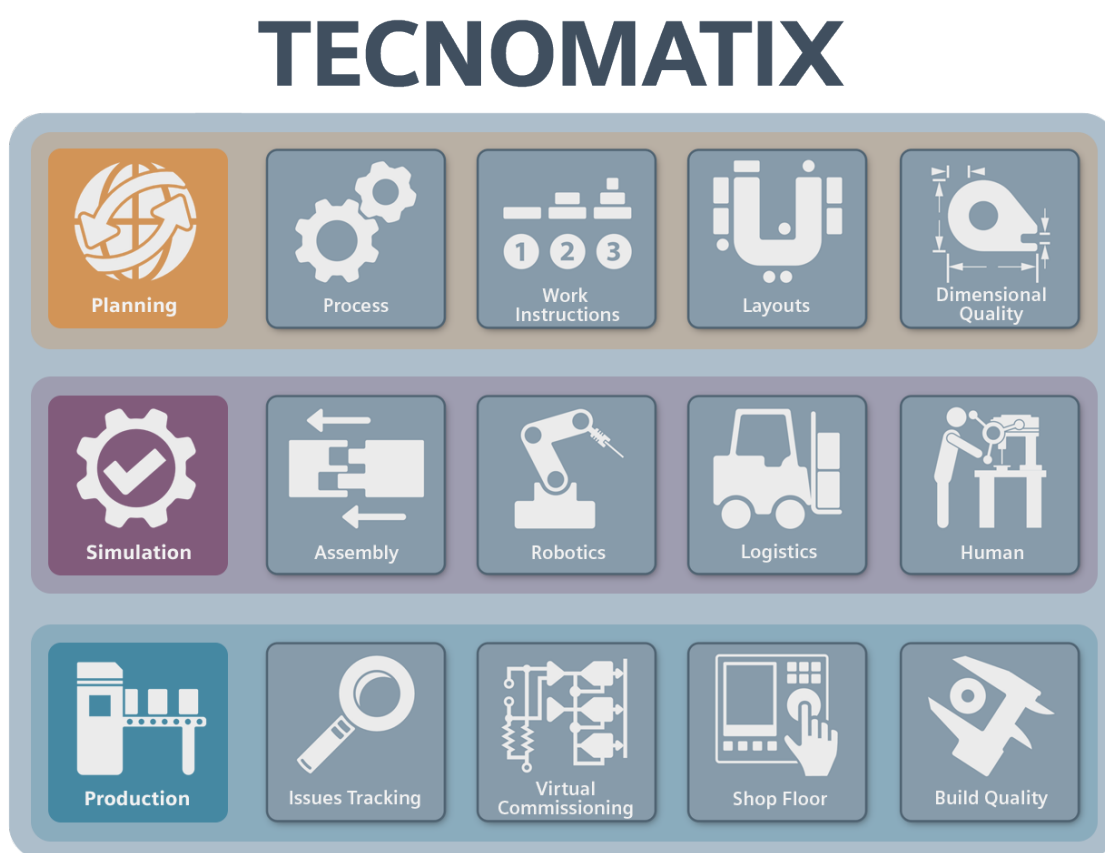 TECNOMATIX
Planning
Process
Work
Instructions
Layouts
Dimensional
Quality
Simulation
Assembly
Robotics
Logistics
Human
Production
Issues Tracking
Virtual
Commissioning
Shop Floor
Build Quality
1 2 3